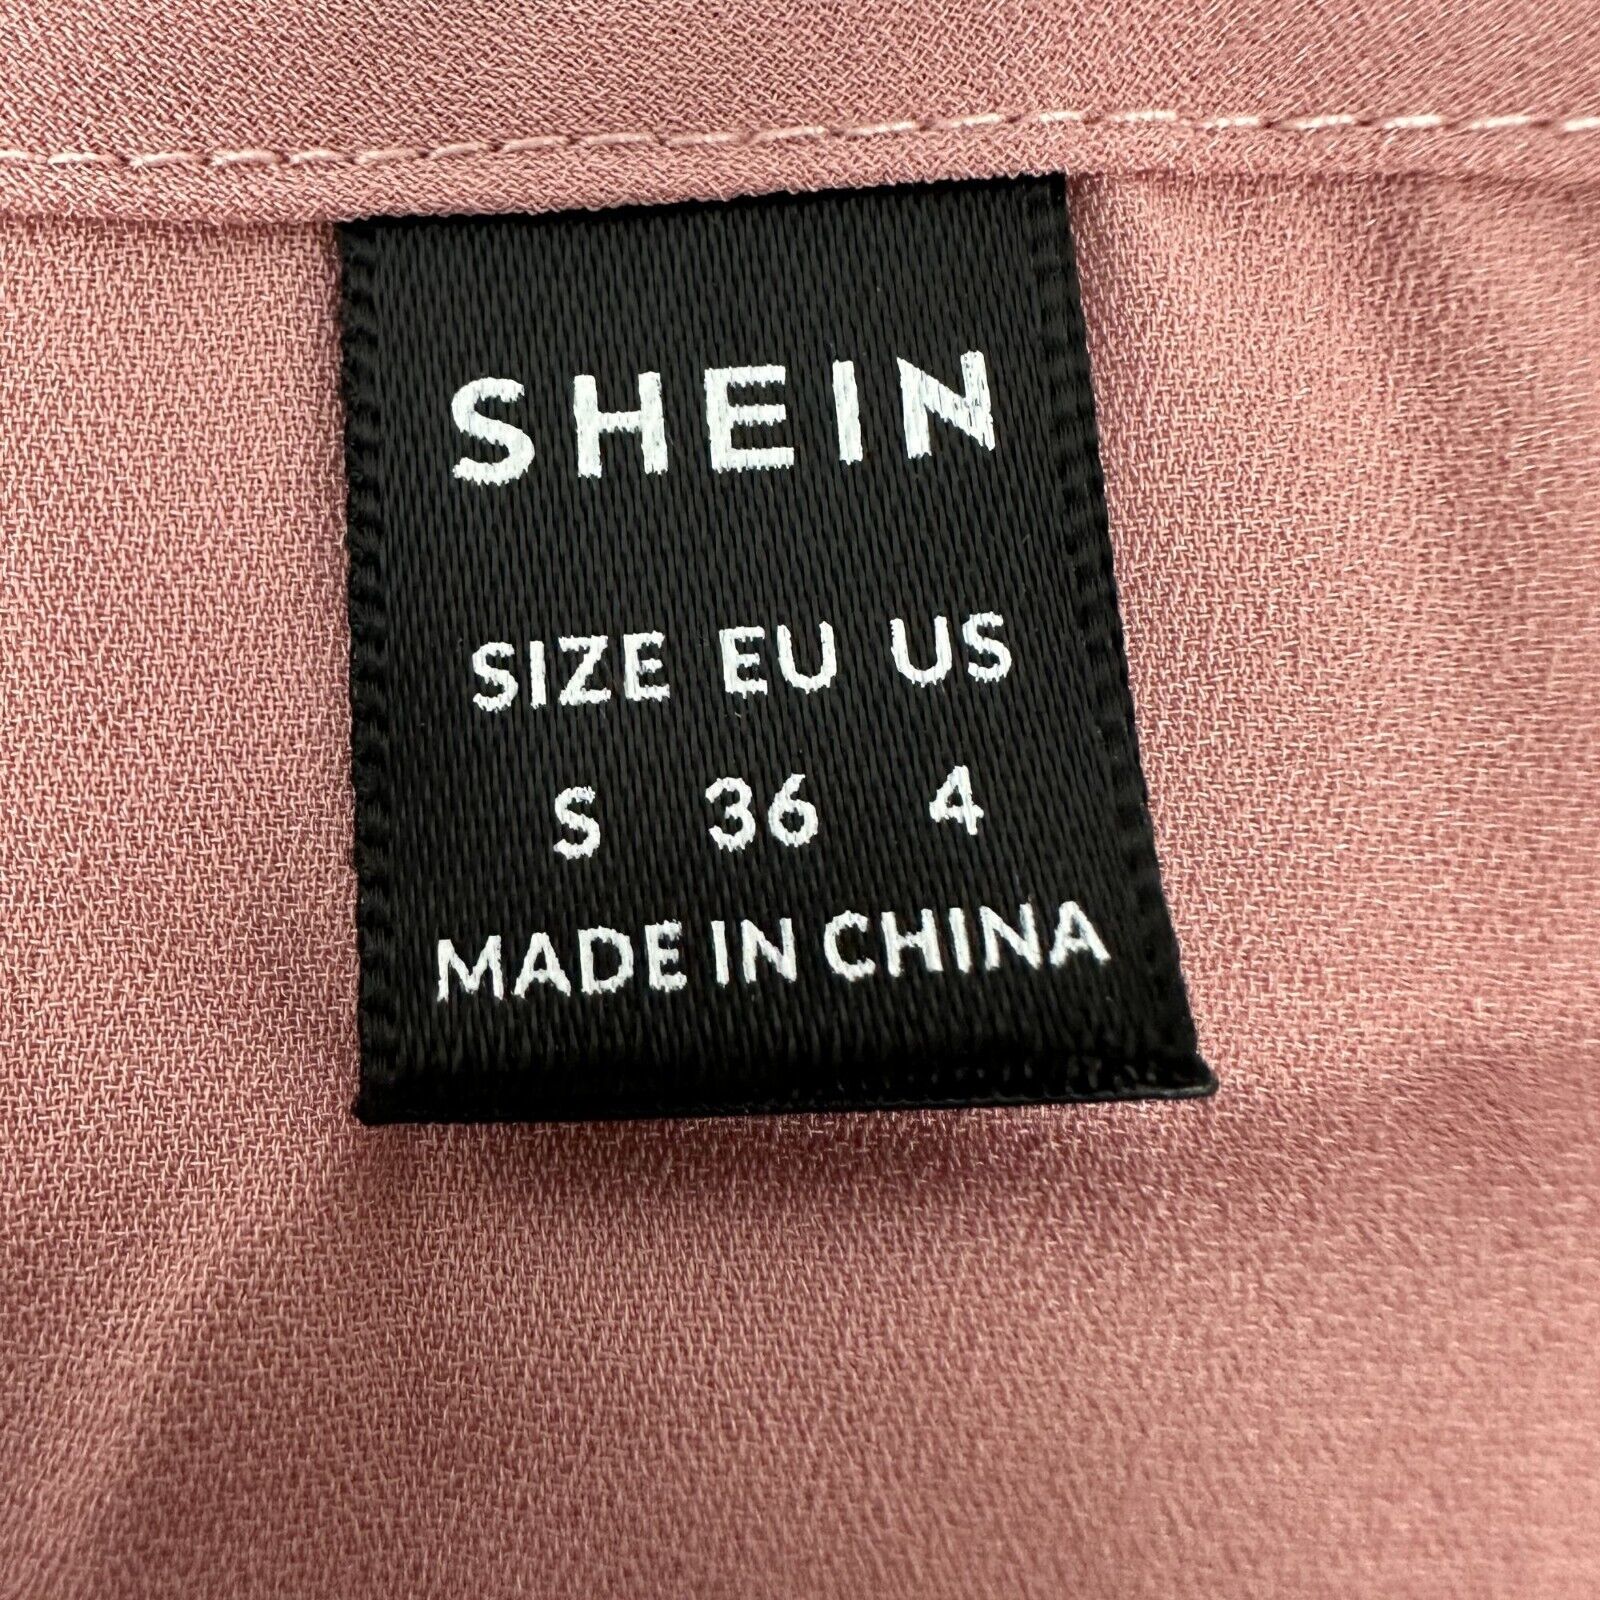 SHEIN
SIZE EU US
S 36 4
MADE IN CHINA